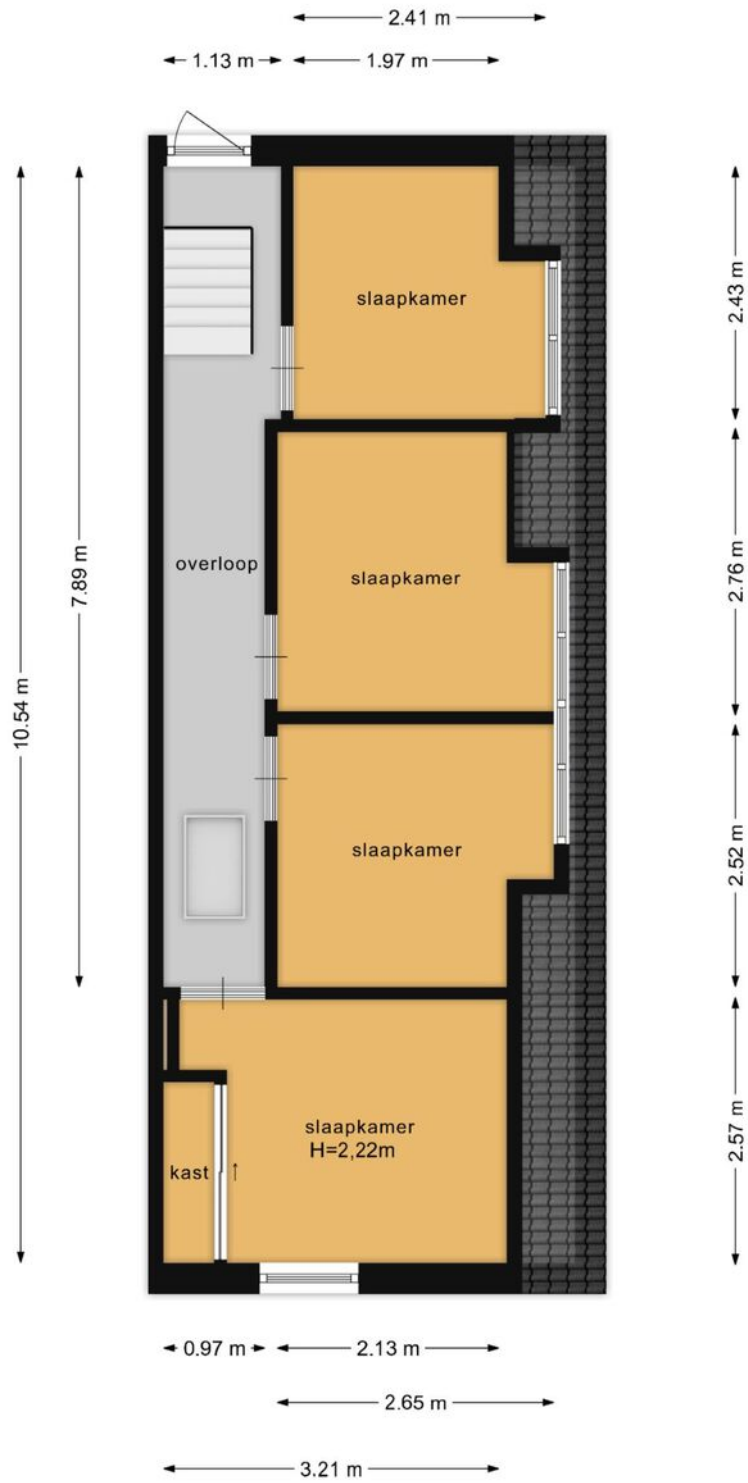 2.41 m
1.13 m
1.97 m
slaapkamer
2.43 m
overloop
slaapkamer
7.89 m
2.76 m
10.54 m
slaapkamer
2.52 m
slaapkamer
H=2,22m
kast
2.57 m
0.97 m
2.13 m
2.65 m
3.21 m